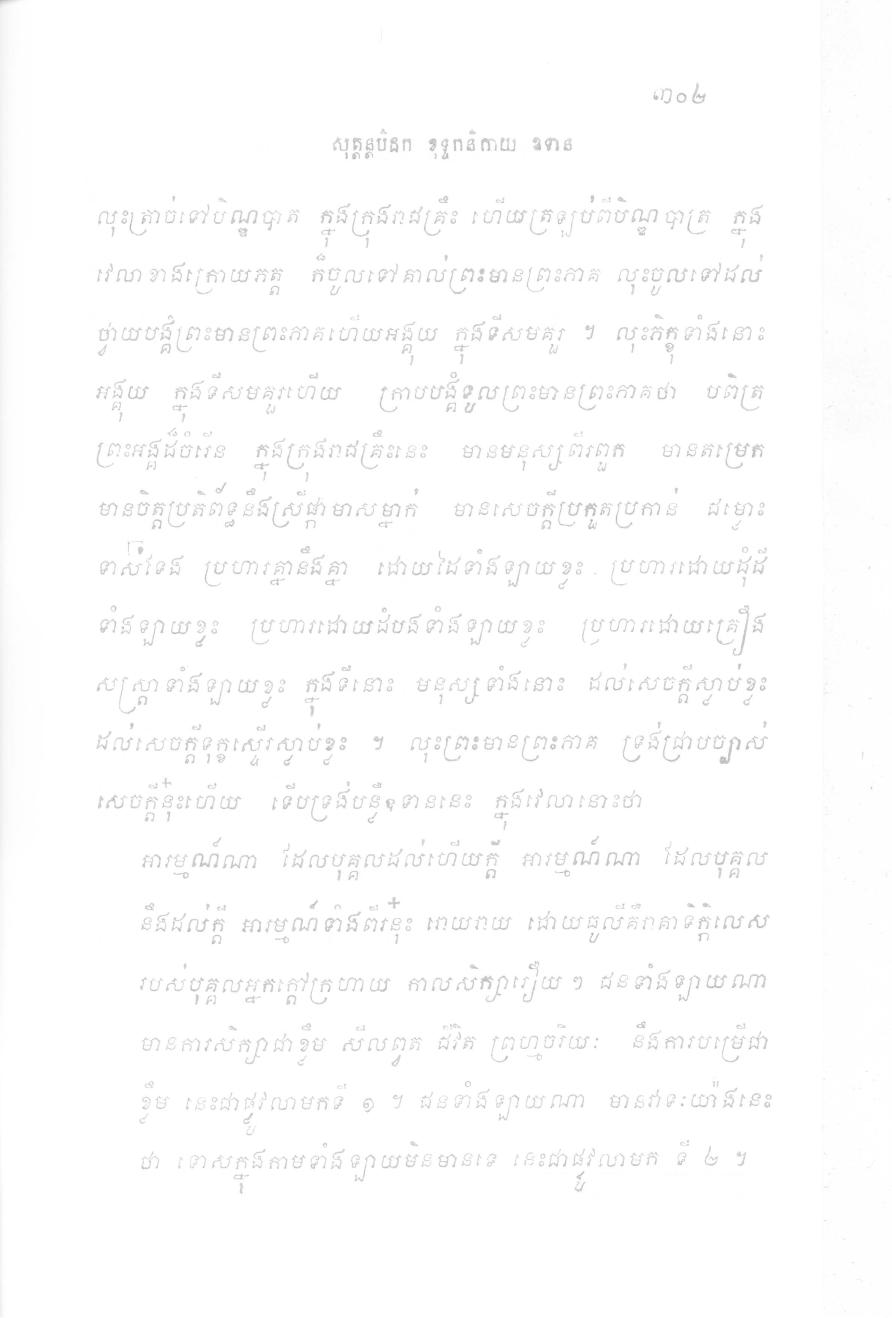 ៣០២
សុត្តន្តបិដក ខុទ្ទកនិកាយ ឧទាន
លុះត្រាច់ទៅបិណ្ឌបាត ក្នុងក្រុងរាជគ្រឹះ ហើយត្រឡប់ពីបិណ្ឌបាត្រ ក្នុង
វេលាខាងក្រោយភត្ត ក៏ចូលទៅគាល់ព្រះមានព្រះភាគ លុះចូលទៅដល់
ថ្វាយបង្គំព្រះមានព្រះភាគហើយអង្គុយ ក្នុងទីសមគួរ ។ លុះភិក្ខុទាំងនោះ
អង្គុយ ក្នុងទីសមគួរហើយ ក្រាបបង្គំទូលព្រះមានព្រះភាគថា បពិត្រ
ព្រះអង្គដ៏ចំរើន ក្នុងក្រុងរាជគ្រឹះនេះ មានមនុស្សពីរពួក មានតម្រេក
មានចិត្តប្រតិព័ទ្ធនឹងស្រីផ្កាមាសម្នាក់ មានសេចក្តីប្រកួតប្រកាន់ ជម្លោះ
ទាស់ទែង ប្រហារគ្នានឹងគ្នា ដោយដៃទាំងឡាយខ្លះ ប្រហារដោយដុំដី
ទាំងឡាយខ្លះ ប្រហារដោយដំបងទាំងឡាយខ្លះ ប្រហារដោយគ្រឿង
សស្ត្រាទាំងឡាយខ្លះ ក្នុងទីនោះ មនុស្សទាំងនោះ ដល់សេចក្តីស្លាប់ខ្លះ
ដល់សេចក្តីទុក្ខស្ទើរស្លាប់ខ្លះ ។ លុះព្រះមានព្រះភាគ ទ្រង់ជ្រាបច្បាស់
សេចក្តីនុ៎ះហើយ ទើបទ្រង់បន្លឺឧទាននេះ ក្នុងវេលានោះថា
អារម្មណ៍ណា ដែលបុគ្គលដល់ហើយក្តី អារម្មណ៍ណា ដែលបុគ្គល
នឹងដល់ក្តី អារម្មណ៍ទាំងពីរនុ៎ះ រោយរាយ ដោយធូលីគឺរាគាទិក្កិលេស
របស់បុគ្គលអ្នកក្តៅក្រហាយ កាលសិក្សារឿយ ៗ ជនទាំងឡាយណា
មានការសិក្សាជាខ្លឹម សីលព្វត ជីវិត ព្រហ្មចរិយៈ នឹងការបម្រើជា
ខ្លឹម នេះជាផ្លូវលាមកទី ១ ។ ជនទាំងឡាយណា មានវាទៈយ៉ាងនេះ
ថា ទោសក្នុងកាមទាំងឡាយមិនមានទេ នេះជាផ្លូវលាមក ទី ២ ។